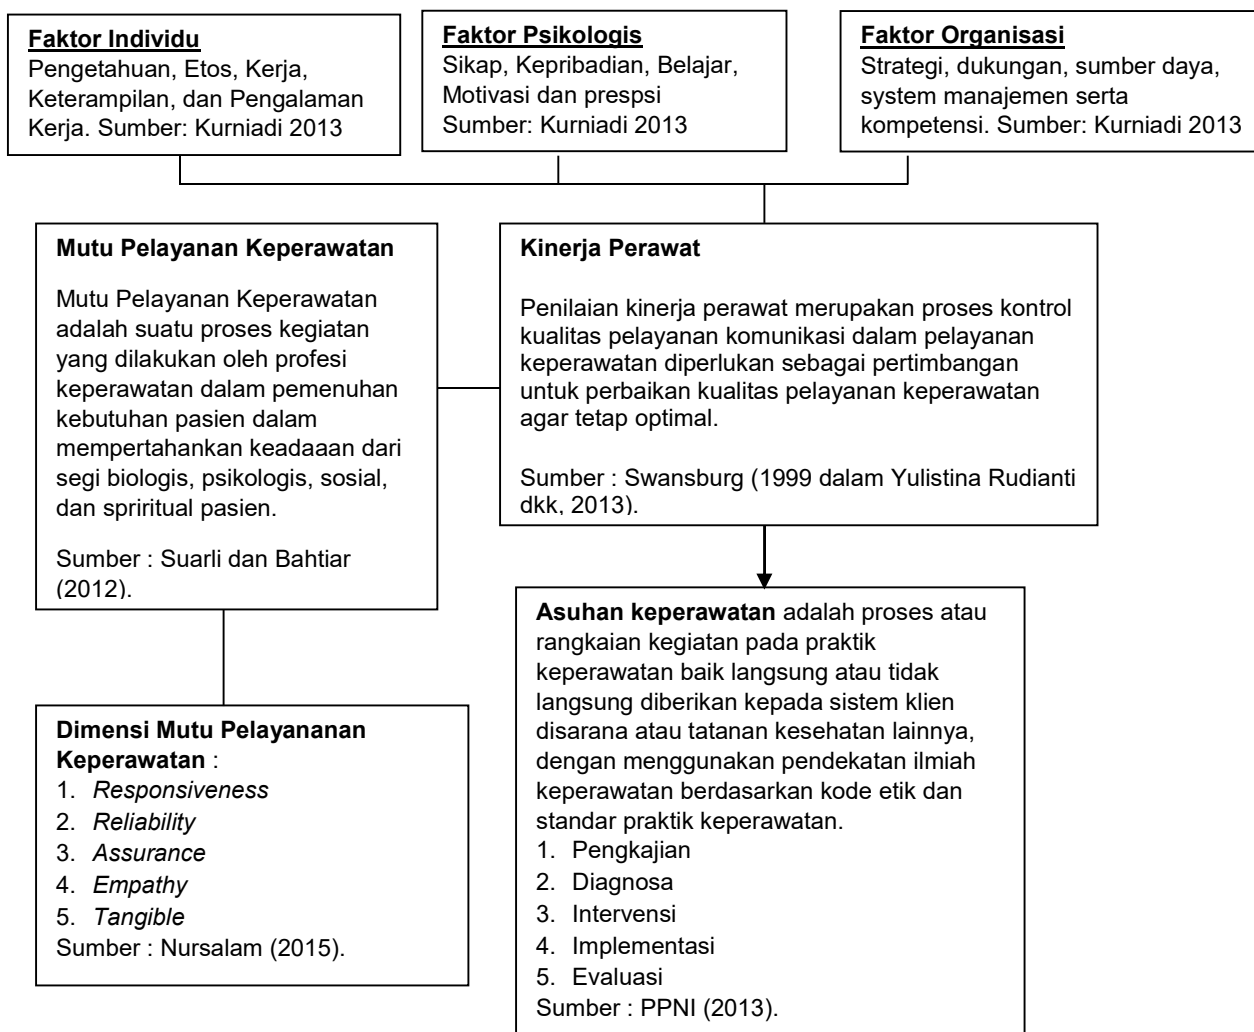 Faktor Individu
Pengetahuan, Etos, Kerja,
Keterampilan, dan Pengalaman
Kerja. Sumber: Kurniadi 2013
Faktor Psikologis
Sikap, Kepribadian, Belajar,
Motivasi dan prespsi
Sumber: Kurniadi 2013
Faktor Organisasi
Strategi, dukungan, sumber daya,
system manajemen serta
kompetensi. Sumber: Kurniadi 2013
Mutu Pelayanan Keperawatan
Mutu Pelayanan Keperawatan
adalah suatu proses kegiatan
yang dilakukan oleh profesi
keperawatan dalam pemenuhan
kebutuhan pasien dalam
mempertahankan keadaaan dari
segi biologis, psikologis, sosial,
dan spriritual pasien.
Sumber : Suarli dan Bahtiar
(2012).
Kinerja Perawat
Penilaian kinerja perawat merupakan proses kontrol
kualitas pelayanan komunikasi dalam pelayanan
keperawatan diperlukan sebagai pertimbangan
untuk perbaikan kualitas pelayanan keperawatan
agar tetap optimal.
Sumber : Swansburg (1999 dalam Yulistina Rudianti
dkk, 2013).
Dimensi Mutu Pelayananan
Keperawatan :
1. Responsiveness
2. Reliability
3. Assurance
4. Empathy
5. Tangible
Sumber : Nursalam (2015).
Asuhan keperawatan adalah proses atau
rangkaian kegiatan pada praktik
keperawatan baik langsung atau tidak
langsung diberikan kepada sistem klien
disarana atau tatanan kesehatan lainnya,
dengan menggunakan pendekatan ilmiah
keperawatan berdasarkan kode etik dan
standar praktik keperawatan.
1. Pengkajian
2. Diagnosa
3. Intervensi
4. Implementasi
5. Evaluasi
Sumber : PPNI (2013).